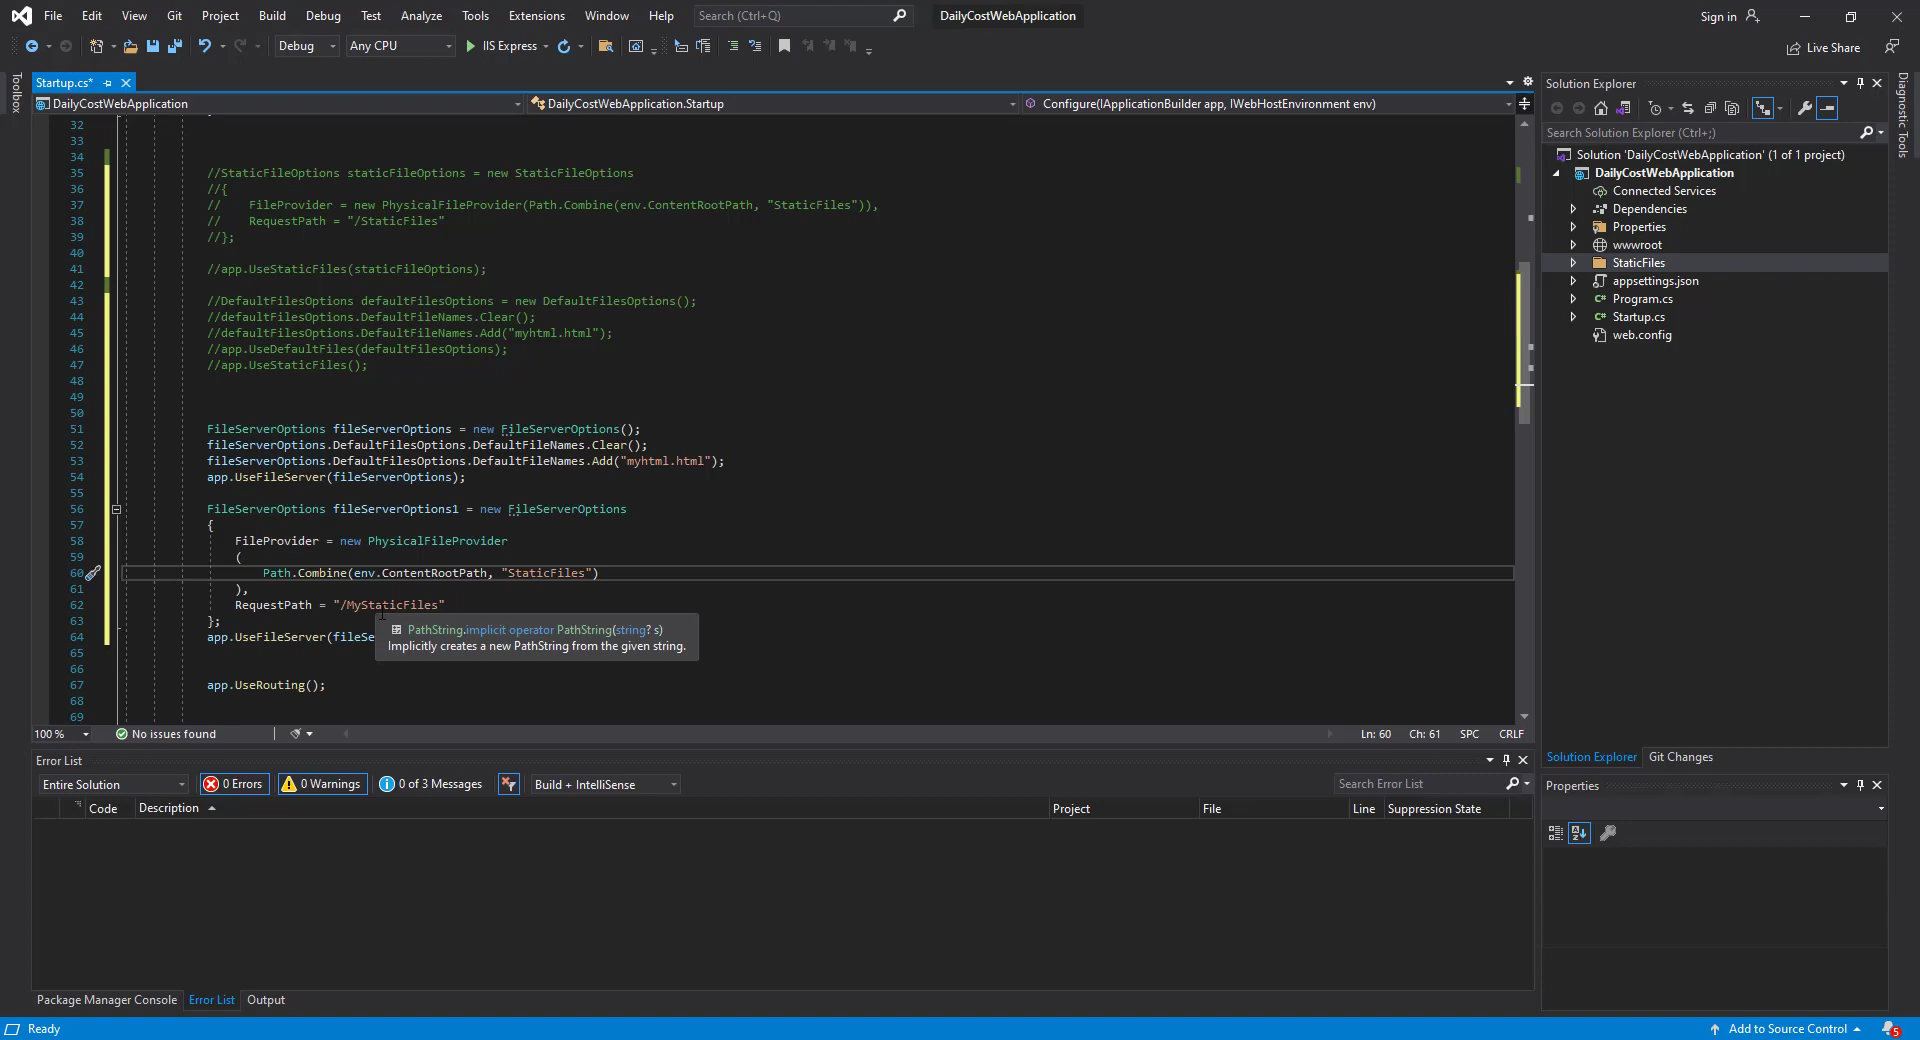 File Edit View Git Project Build Debug Test Analyze Tools Extensions Window Help Search (Ctrl+Q) DailyCostWebApplication Sign in
Debug Any CPU IIS Express Live Share
Toolbox
Startup.cs*
DailyCostWebApplication DailyCostWebApplication.Startup Configure(IApplicationBuilder app, IWebHostEnvironment env)
32
33
34
35 //StaticFileOptions staticFileOptions = new StaticFileOptions
36 //{
37 // FileProvider = new PhysicalFileProvider(Path.Combine(env.ContentRootPath, "StaticFiles")),
38 // RequestPath = "/StaticFiles"
39 //};
40
41 //app.UseStaticFiles(staticFileOptions);
42
43 //DefaultFilesOptions defaultFilesOptions = new DefaultFilesOptions();
44 //defaultFilesOptions.DefaultFileNames.Clear();
45 //defaultFilesOptions.DefaultFileNames.Add("myhtml.html");
46 //app.UseDefaultFiles(defaultFilesOptions);
47 //app.UseStaticFiles();
48
49
50
51 FileServerOptions fileServerOptions = new FileServerOptions();
52 fileServerOptions.DefaultFilesOptions.DefaultFileNames.Clear();
53 fileServerOptions.DefaultFilesOptions.DefaultFileNames.Add("myhtml.html");
54 app.UseFileServer(fileServerOptions);
55
56 FileServerOptions fileServerOptions1 = new FileServerOptions
57 {
58 FileProvider = new PhysicalFileProvider
59 (
60 Path.Combine(env.ContentRootPath, "StaticFiles")
61 ),
62 RequestPath = "/MyStaticFiles"
63 };
64 app.UseFileServer(fileSe
PathString.implicit operator PathString(string? s)
Implicitly creates a new PathString from the given string.
65
66
67 app.UseRouting();
68
69
100 % No issues found Ln: 60 Ch: 61 SPC CRLF
Error List
Entire Solution 0 Errors 0 Warnings 0 of 3 Messages Build + IntelliSense Search Error List
Code Description Project File Line Suppression State
Package Manager Console Error List Output
Solution Explorer
Search Solution Explorer (Ctrl+;)
Solution 'DailyCostWebApplication' (1 of 1 project)
DailyCostWebApplication
Connected Services
Dependencies
Properties
wwwroot
StaticFiles
appsettings.json
Program.cs
Startup.cs
web.config
Solution Explorer Git Changes
Properties
Diagnostic Tools
Ready Add to Source Control 5